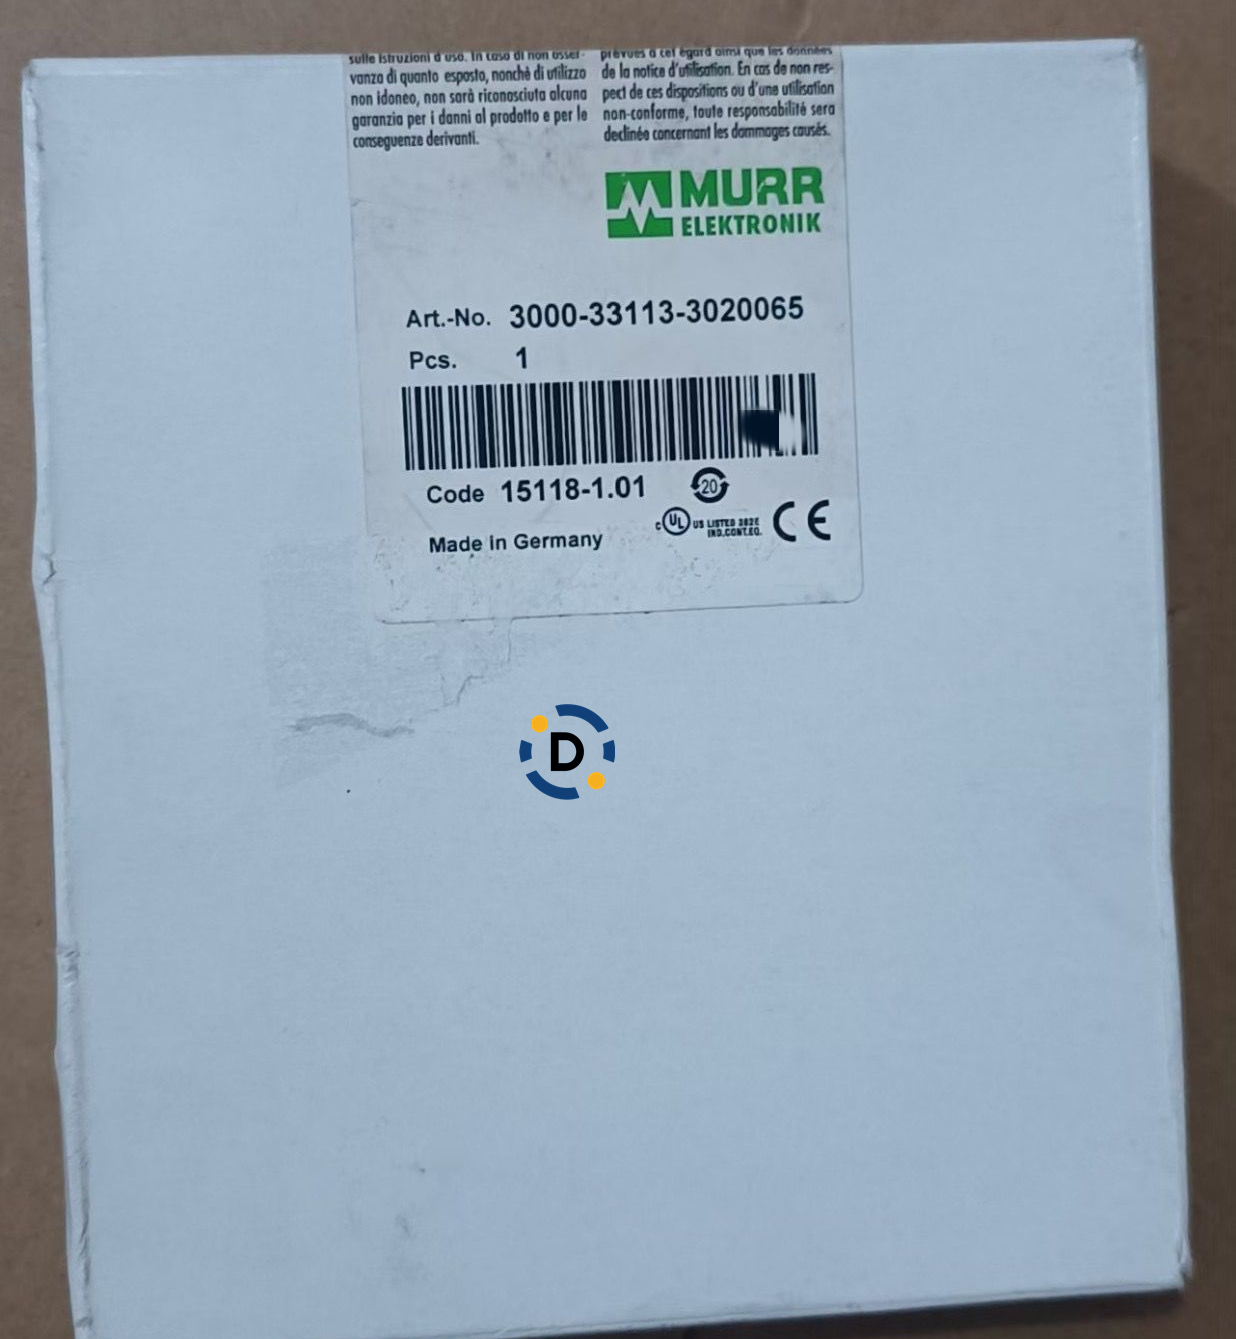 sulle istruzioni d'uso. In caso di non osser-
vanza di quanto esposto, nonchè di utilizzo
non idoneo, non sarà riconosciuta alcuna
garanzia per i danni al prodotto e per le
conseguenze derivanti.
prévues à cet égard ainsi que les données
de la notice d'utilisation. En cas de non res-
pect de ces dispositions ou d'une utilisation
non-conforme, toute responsabilité sera
declinée concernant les dommages causés.
MURR
ELEKTRONIK
Art.-No. 3000-33113-3020065
Pcs. 1
Code 15118-1.01
20
c UL US LISTED
IND.CONT.EQ.
CE
Made in Germany
D